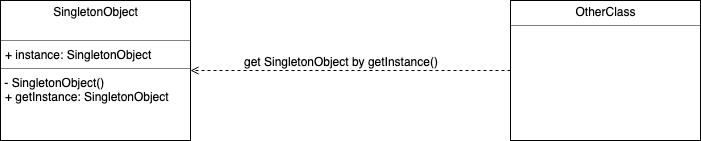 SingletonObject
+ instance: SingletonObject
- SingletonObject()
+ getInstance: SingletonObject
get SingletonObject by getInstance()
OtherClass